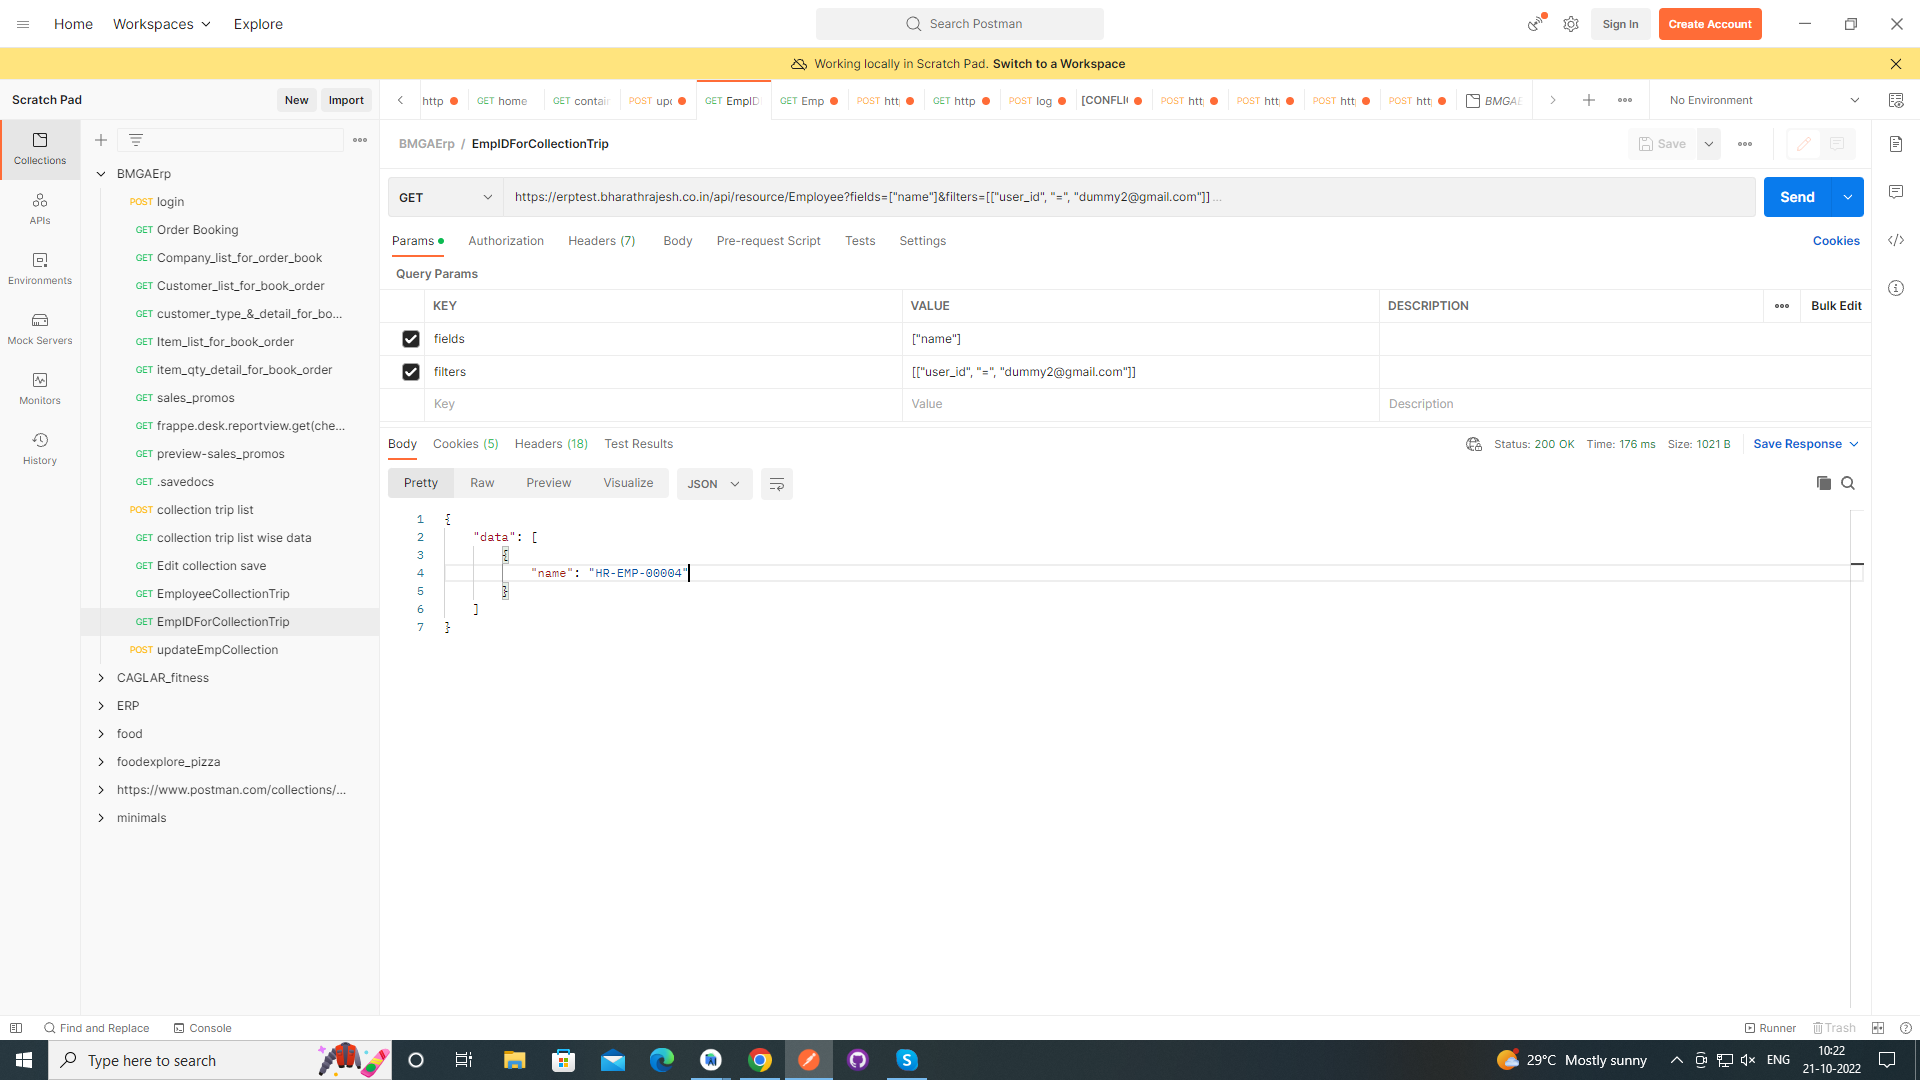 Home Workspaces Explore
Search Postman
Sign In Create Account
Working locally in Scratch Pad. Switch to a Workspace
Scratch Pad New Import
http GET home GET contain POST upd GET EmpID GET Emp POST htt GET http POST log [CONFLIC POST htt POST htt POST htt POST htt BMGAE No Environment
Collections
APIs
Environments
Mock Servers
Monitors
History
BMGAErp
POST login
GET Order Booking
GET Company_list_for_order_book
GET Customer_list_for_book_order
GET customer_type_&_detail_for_bo...
GET Item_list_for_book_order
GET item_qty_detail_for_book_order
GET sales_promos
GET frappe.desk.reportview.get(che...
GET preview-sales_promos
GET .savedocs
POST collection trip list
GET collection trip list wise data
GET Edit collection save
GET EmployeeCollectionTrip
GET EmpIDForCollectionTrip
POST updateEmpCollection
CAGLAR_fitness
ERP
food
foodexplore_pizza
https://www.postman.com/collections/...
minimals
BMGAErp / EmpIDForCollectionTrip
Save
GET https://erptest.bharathrajesh.co.in/api/resource/Employee?fields=["name"]&filters=[["user_id", "=", "dummy2@gmail.com"]] ...
Send
Params Authorization Headers (7) Body Pre-request Script Tests Settings Cookies
Query Params
KEY VALUE DESCRIPTION Bulk Edit
fields ["name"]
filters [["user_id", "=", "dummy2@gmail.com"]]
Key Value Description
Body Cookies (5) Headers (18) Test Results Status: 200 OK Time: 176 ms Size: 1021 B Save Response
Pretty Raw Preview Visualize JSON
1 {
2 "data": [
3 {
4 "name": "HR-EMP-00004"
5 }
6 ]
7 }
Find and Replace Console Runner Trash
Type here to search
29°C Mostly sunny ENG 10:22
21-10-2022